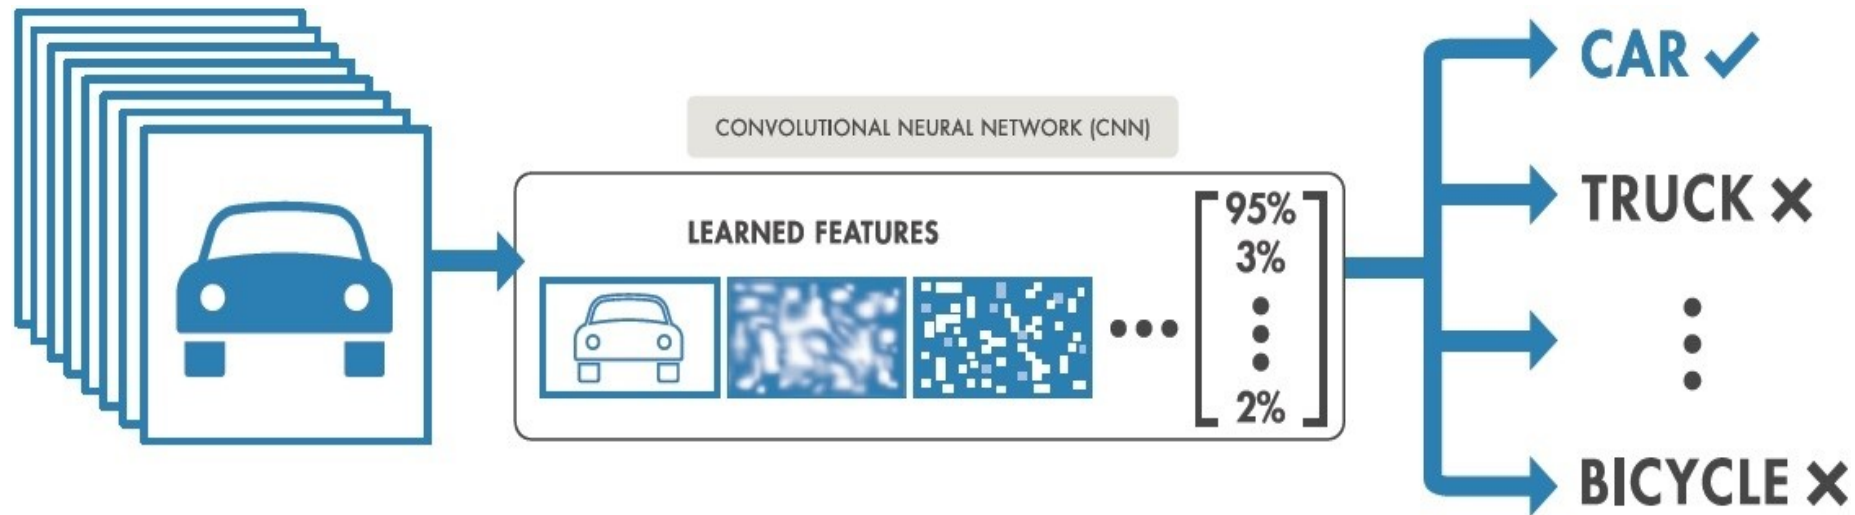 CONVOLUTIONAL NEURAL NETWORK (CNN)
LEARNED FEATURES
95%
3%
2%
CAR ✓
TRUCK ✕
BICYCLE ✕